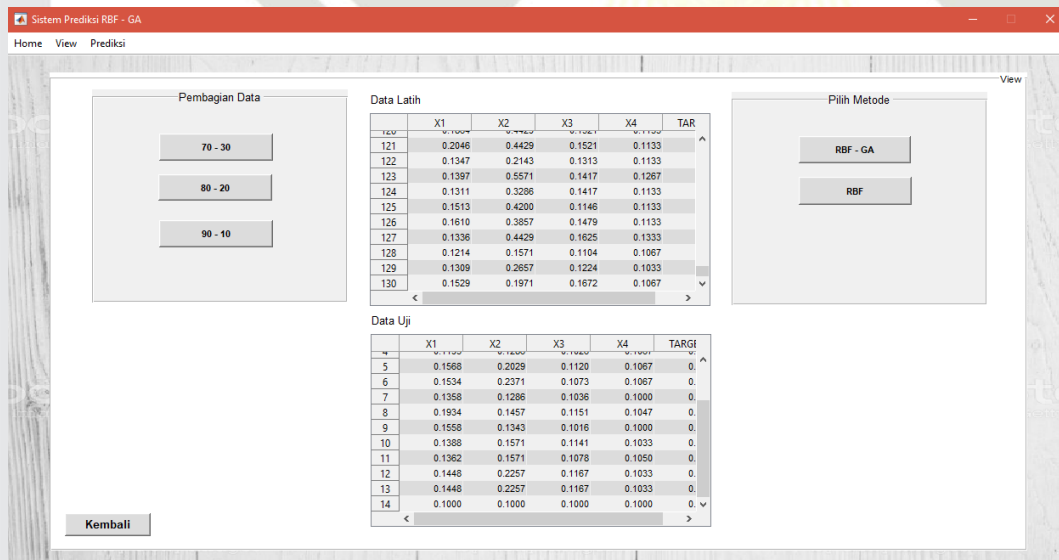 Sistem Prediksi RBF - GA
Home View Prediksi
View
Pembagian Data
70 - 30
80 - 20
90 - 10
Data Latih
X1 X2 X3 X4 TAR
121 0.2046 0.4429 0.1521 0.1133
122 0.1347 0.2143 0.1313 0.1133
123 0.1397 0.5571 0.1417 0.1267
124 0.1311 0.3286 0.1417 0.1133
125 0.1513 0.4200 0.1146 0.1133
126 0.1610 0.3857 0.1479 0.1133
127 0.1336 0.4429 0.1625 0.1333
128 0.1214 0.1571 0.1104 0.1067
129 0.1309 0.2657 0.1224 0.1033
130 0.1529 0.1971 0.1672 0.1067
Pilih Metode
RBF - GA
RBF
Data Uji
X1 X2 X3 X4 TARGE
5 0.1568 0.2029 0.1120 0.1067 0.
6 0.1534 0.2371 0.1073 0.1067 0.
7 0.1358 0.1286 0.1036 0.1000 0.
8 0.1934 0.1457 0.1151 0.1047 0.
9 0.1558 0.1343 0.1016 0.1000 0.
10 0.1388 0.1571 0.1141 0.1033 0.
11 0.1362 0.1571 0.1078 0.1050 0.
12 0.1448 0.2257 0.1167 0.1033 0.
13 0.1448 0.2257 0.1167 0.1033 0.
14 0.1000 0.1000 0.1000 0.1000 0.
Kembali